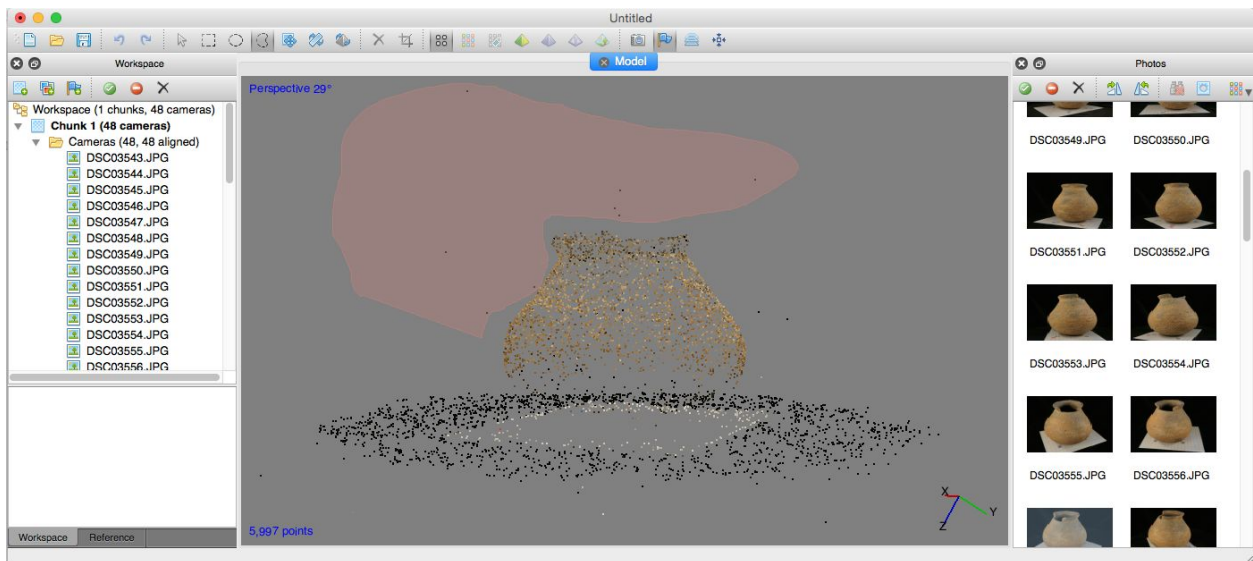 Untitled
Workspace
Model
Photos
Workspace (1 chunks, 48 cameras)
Chunk 1 (48 cameras)
Cameras (48, 48 aligned)
DSC03543.JPG
DSC03544.JPG
DSC03545.JPG
DSC03546.JPG
DSC03547.JPG
DSC03548.JPG
DSC03549.JPG
DSC03550.JPG
DSC03551.JPG
DSC03552.JPG
DSC03553.JPG
DSC03554.JPG
DSC03555.JPG
DSC03556.JPG
Workspace Reference
Perspective 29°
X
Y
Z
5,997 points
DSC03549.JPG DSC03550.JPG
DSC03551.JPG DSC03552.JPG
DSC03553.JPG DSC03554.JPG
DSC03555.JPG DSC03556.JPG